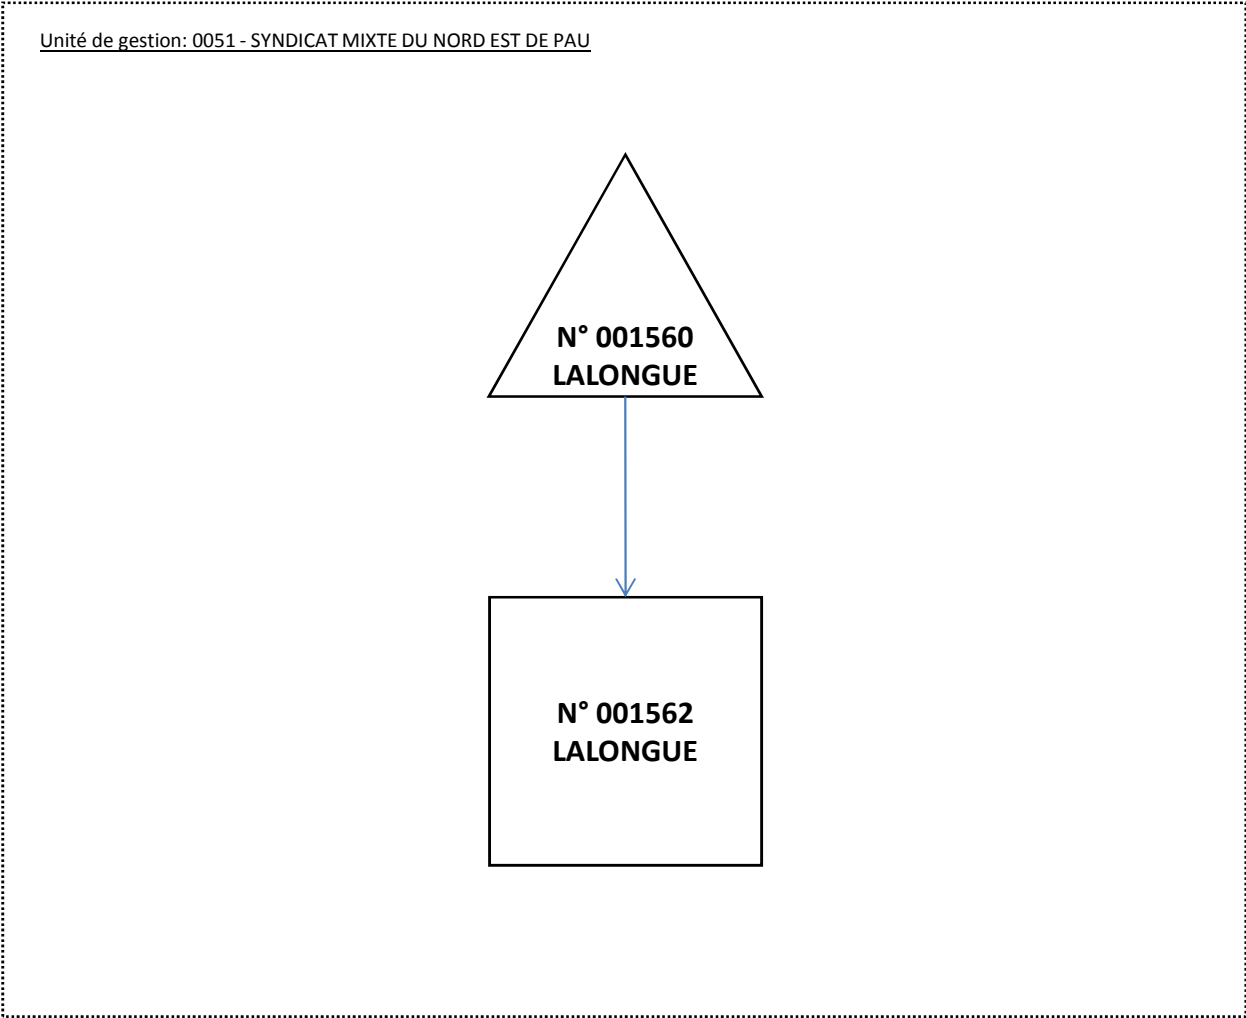 Unité de gestion: 0051 - SYNDICAT MIXTE DU NORD EST DE PAU
N° 001560
LALONGUE
N° 001562
LALONGUE